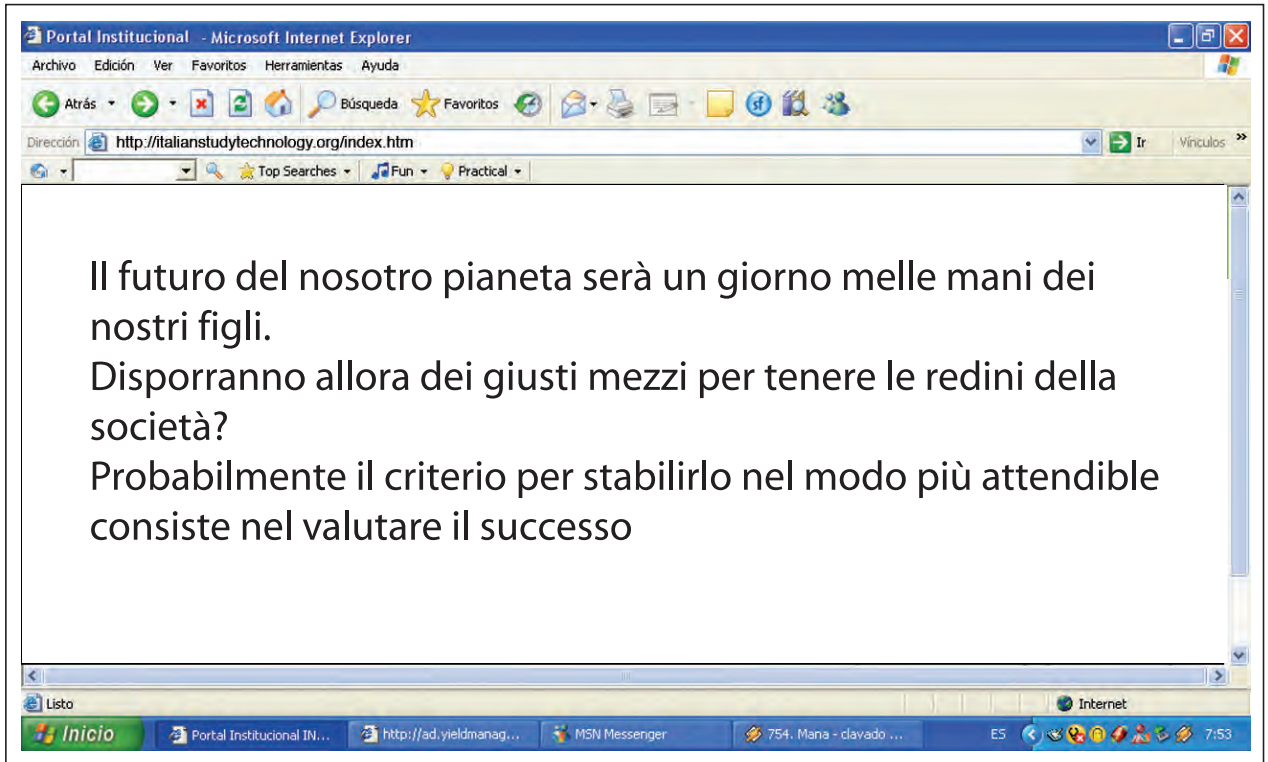 Portal Institucional - Microsoft Internet Explorer
Archivo Edición Ver Favoritos Herramientas Ayuda
Atrás Búsqueda Favoritos
Dirección http://italianstudytechnology.org/index.htm Ir Vínculos »
Top Searches Fun Practical
Il futuro del nosotro pianeta serà un giorno melle mani dei
nostri figli.
Disporranno allora dei giusti mezzi per tenere le redini della
società?
Probabilmente il criterio per stabilirlo nel modo più attendible
consiste nel valutare il successo
Listo Internet
Inicio Portal Institucional IN... http://ad.yieldmanag... MSN Messenger 754. Mana - clavado ... ES 7:53